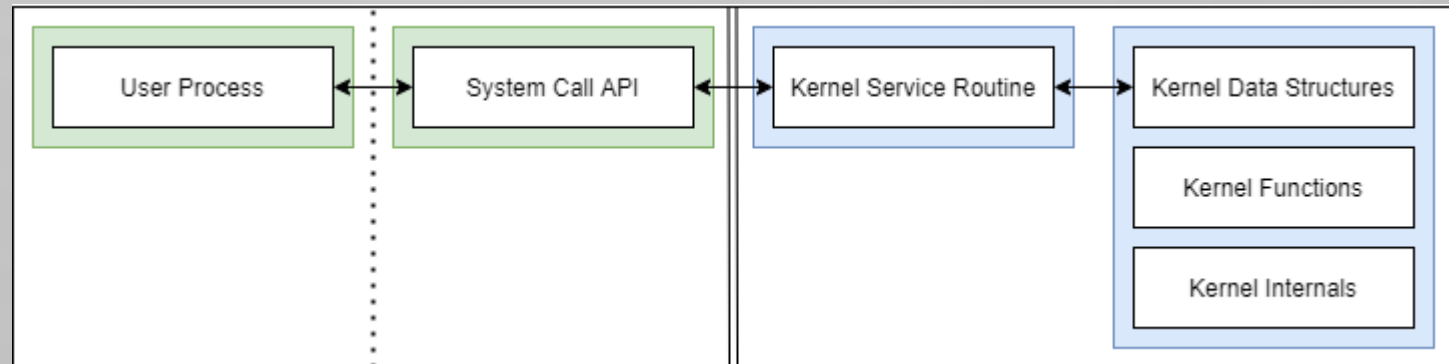 User Process
System Call API
Kernel Service Routine
Kernel Data Structures
Kernel Functions
Kernel Internals